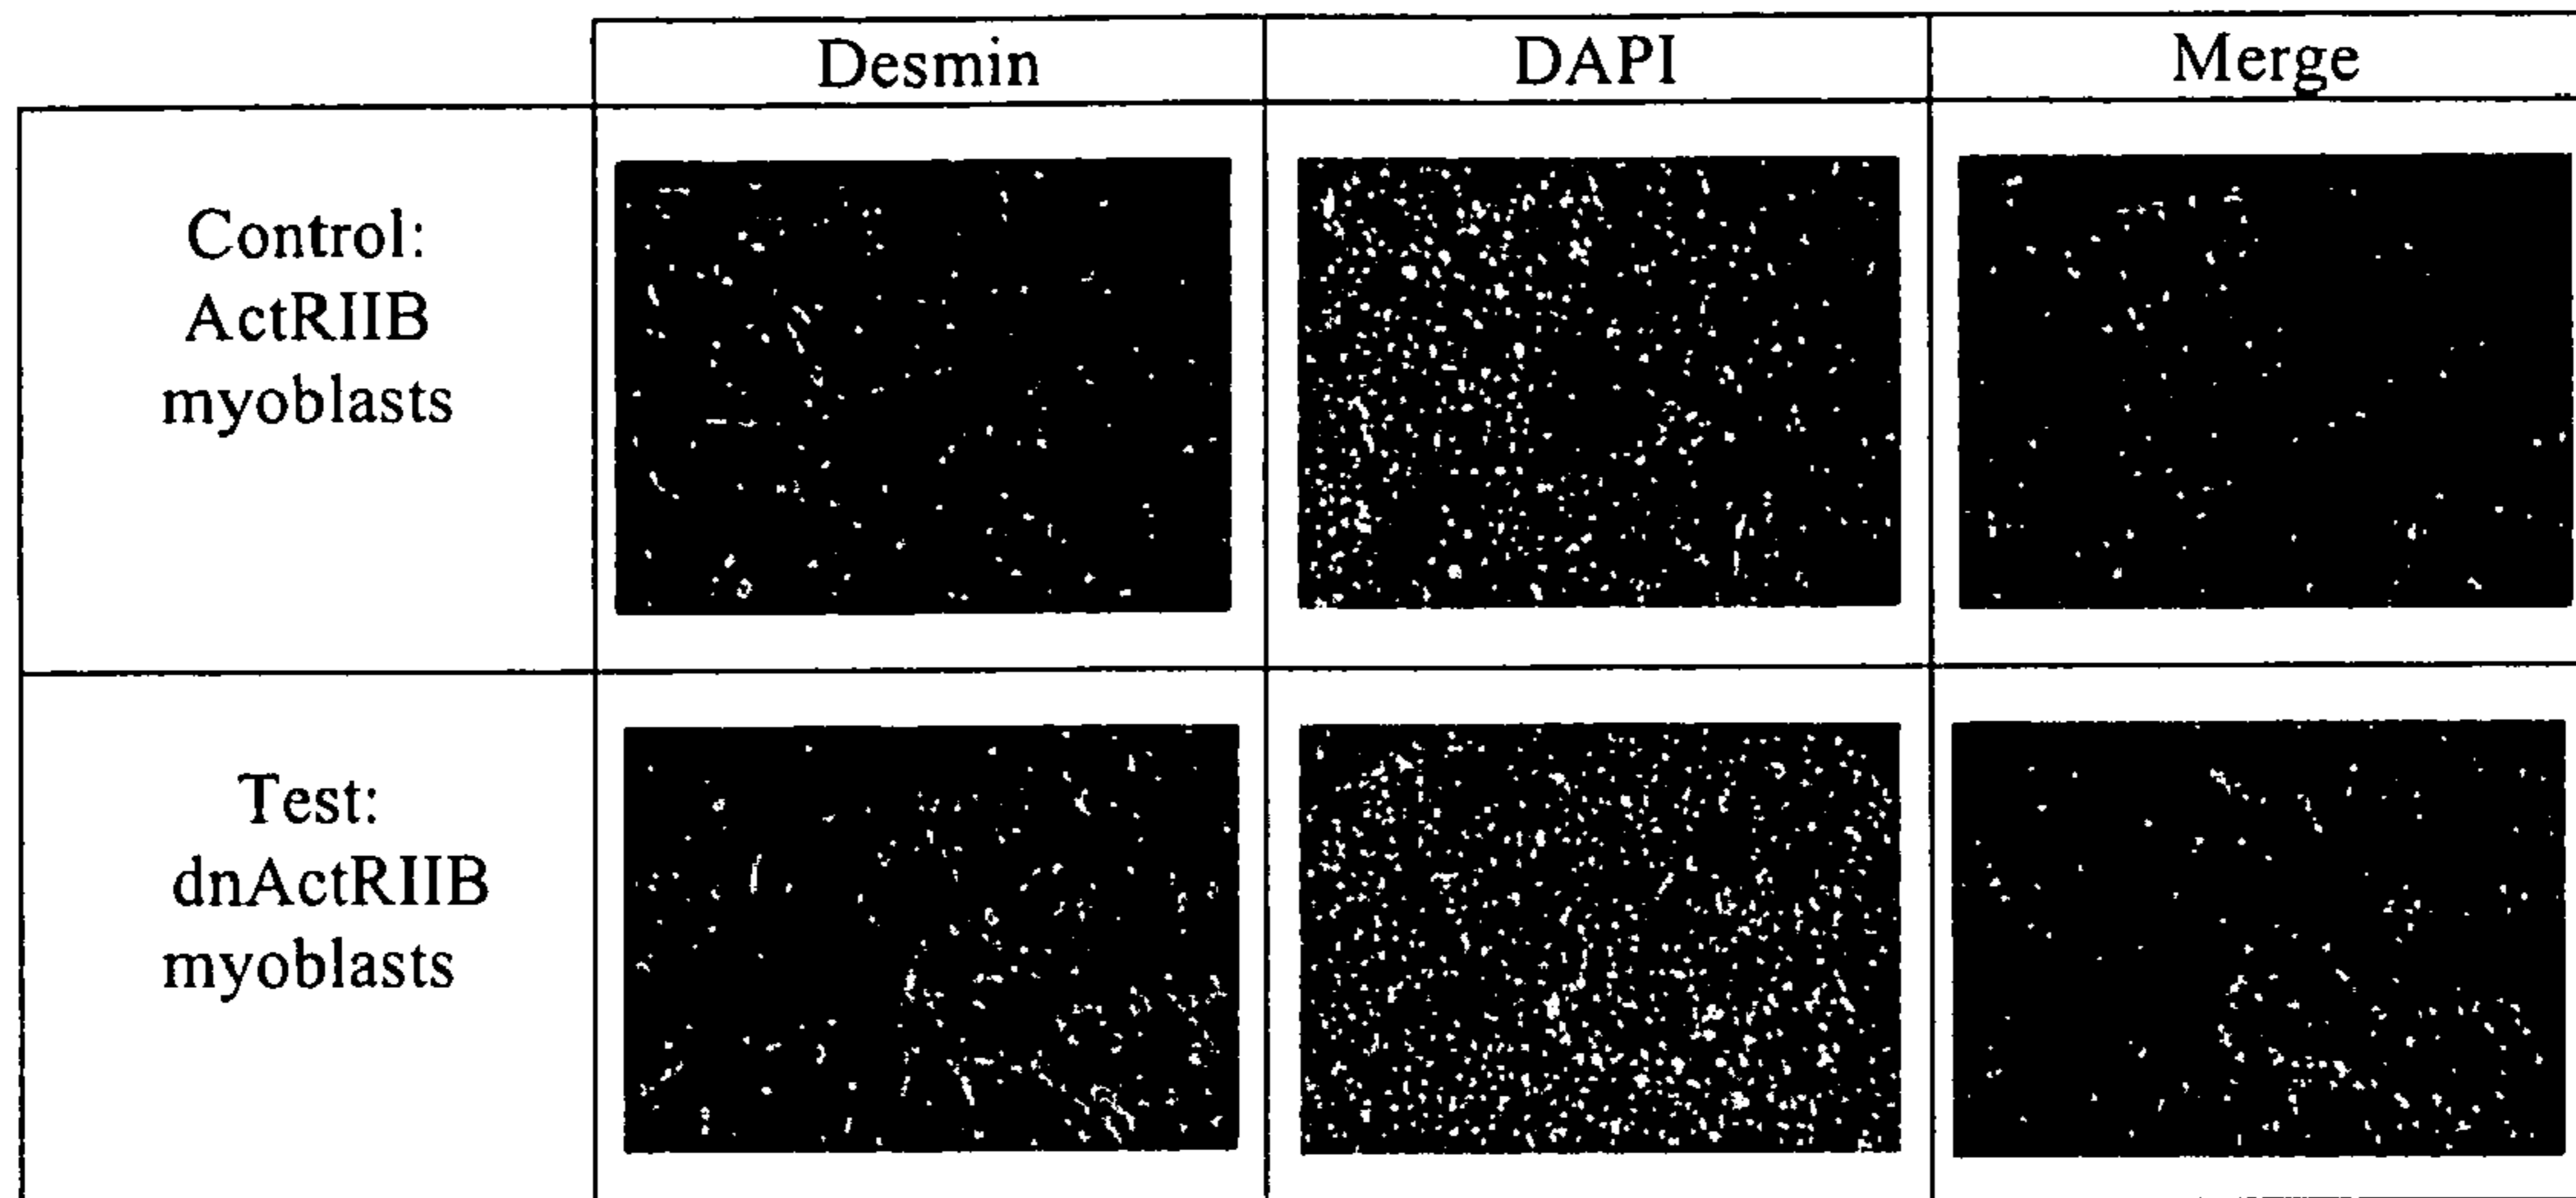 Desmin DAPI Merge
Control:
ActRIIB
myoblasts
Test:
dnActRIIB
myoblasts